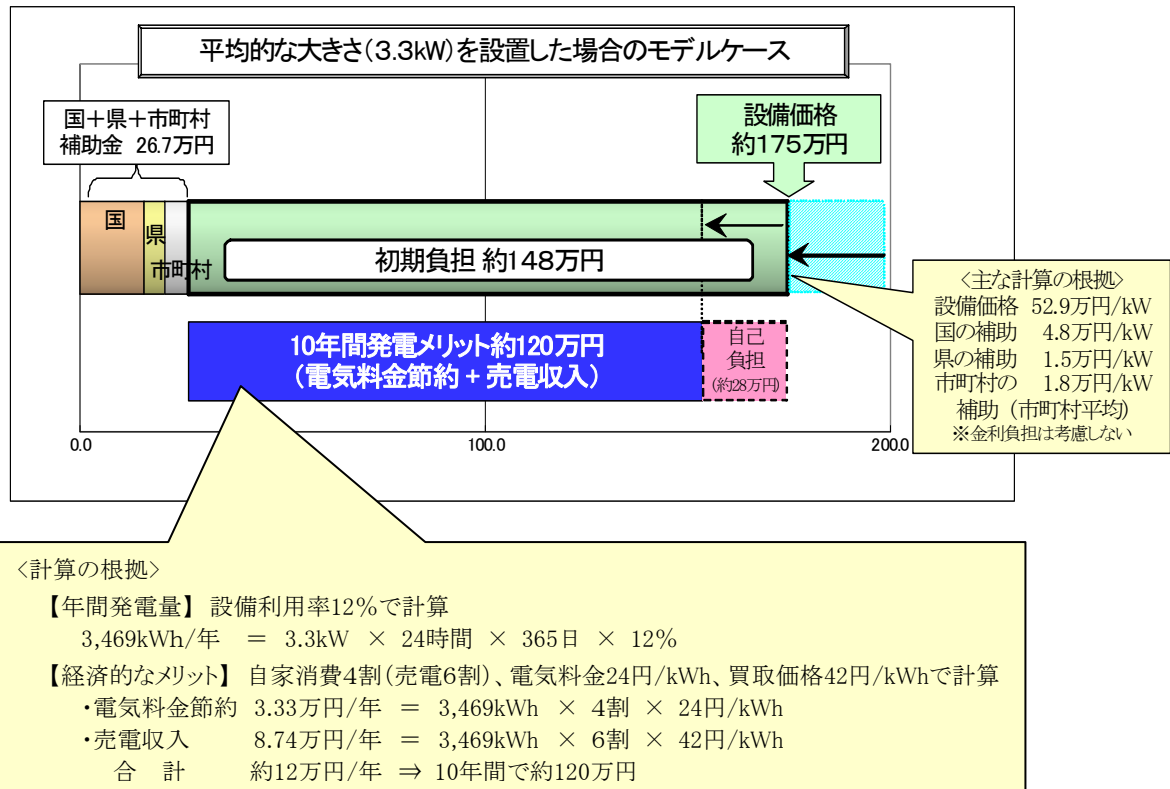 平均的な大きさ(3.3kW)を設置した場合のモデルケース
国+県+市町村
補助金 26.7万円
設備価格
約175万円
国
県
市町村
初期負担 約148万円
10年間発電メリット約120万円
(電気料金節約 + 売電収入)
自己
負担
(約28万円)
0.0
100.0
200.0
<主な計算の根拠>
設備価格 52.9万円/kW
国の補助 4.8万円/kW
県の補助 1.5万円/kW
市町村の 1.8万円/kW
補助 (市町村平均)
※金利負担は考慮しない
<計算の根拠>
【年間発電量】 設備利用率12%で計算
3,469kWh/年 = 3.3kW × 24時間 × 365日 × 12%
【経済的なメリット】 自家消費4割(売電6割)、電気料金24円/kWh、買取価格42円/kWhで計算
・電気料金節約 3.33万円/年 = 3,469kWh × 4割 × 24円/kWh
・売電収入 8.74万円/年 = 3,469kWh × 6割 × 42円/kWh
合 計 約12万円/年 ⇒ 10年間で約120万円